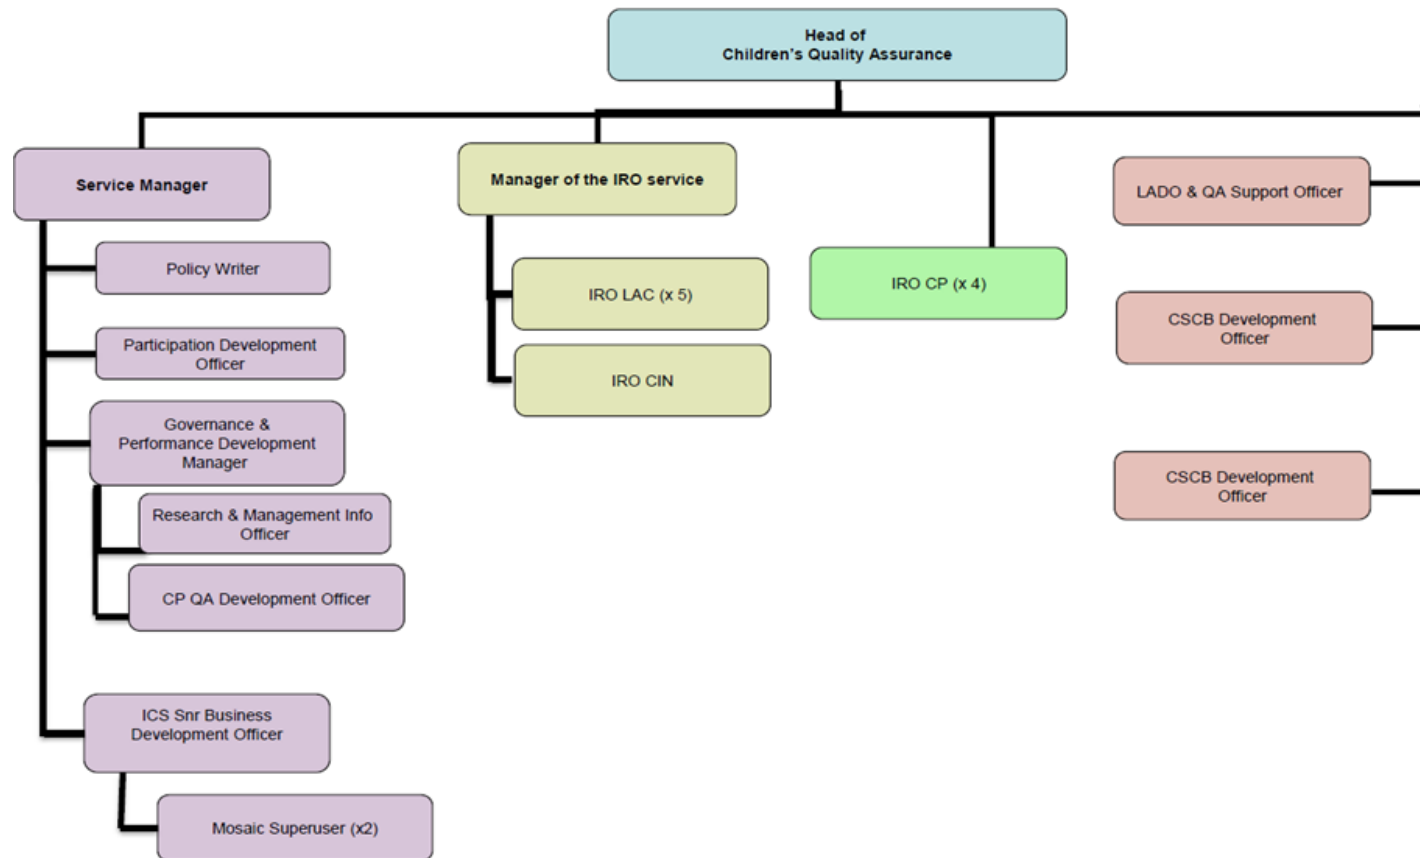 Head of
Children's Quality Assurance
Service Manager
Manager of the IRO service
LADO & QA Support Officer
Policy Writer
IRO LAC (x 5)
IRO CP (x 4)
CSCB Development
Officer
Participation Development
Officer
IRO CIN
Governance &
Performance Development
Manager
CSCB Development
Officer
Research & Management Info
Officer
CP QA Development Officer
ICS Snr Business
Development Officer
Mosaic Superuser (x2)